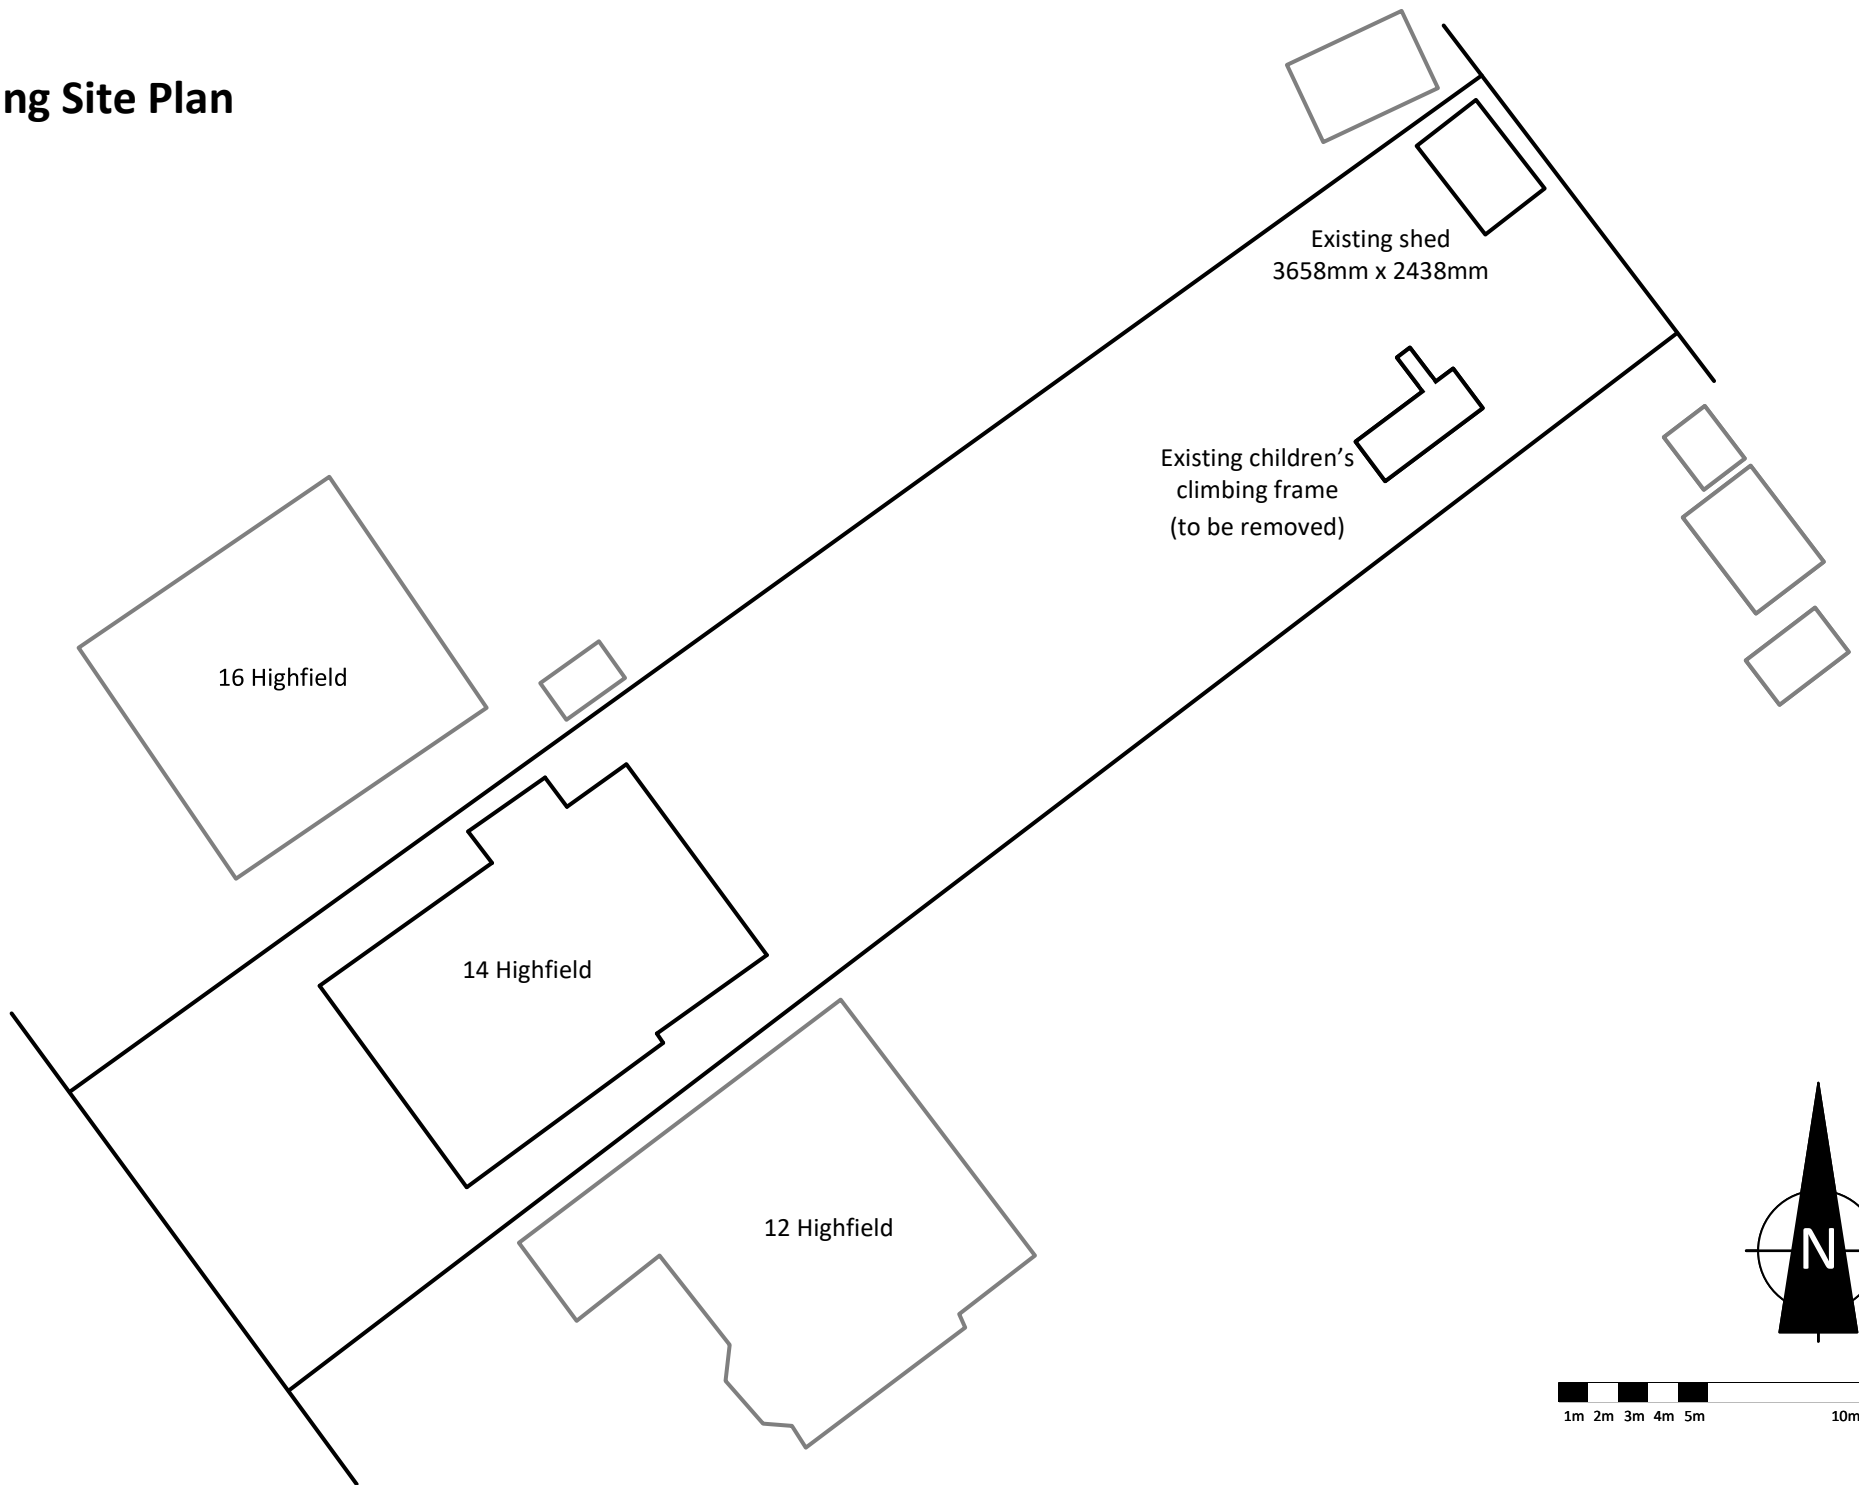 ng Site Plan
Existing shed
3658mm x 2438mm
Existing children's
climbing frame
(to be removed)
16 Highfield
14 Highfield
12 Highfield
N
1m 2m 3m 4m 5m 10m